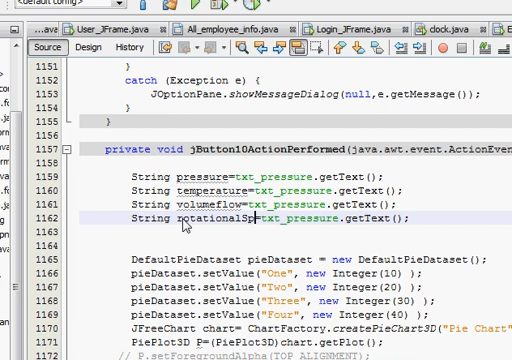 <default config>
...ava User_JFrame.java All_employee_info.java Login_JFrame.java clock.java
Source Design History
1151 }
1152 catch (Exception e) {
1153 JOptionPane.showMessageDialog(null,e.getMessage());
1154 }
1155 }
1156
1157 private void jButton10ActionPerformed(java.awt.event.ActionEven
1158
1159 String pressure=txt_pressure.getText();
1160 String temperature=txt_pressure.getText();
1161 String volumeflow=txt_pressure.getText();
1162 String rotationalSp=txt_pressure.getText();
1163
1164
1165 DefaultPieDataset pieDataset = new DefaultPieDataset();
1166 pieDataset.setValue("One", new Integer(10) );
1167 pieDataset.setValue("Two", new Integer(20) );
1168 pieDataset.setValue("Three", new Integer(30) );
1169 pieDataset.setValue("Four", new Integer(40) );
1170 JFreeChart chart= ChartFactory.createPieChart3D("Pie Chart"
1171 PiePlot3D P=(PiePlot3D)chart.getPlot();
1172 // P.setForegroundAlpha(TOP_ALIGNMENT);